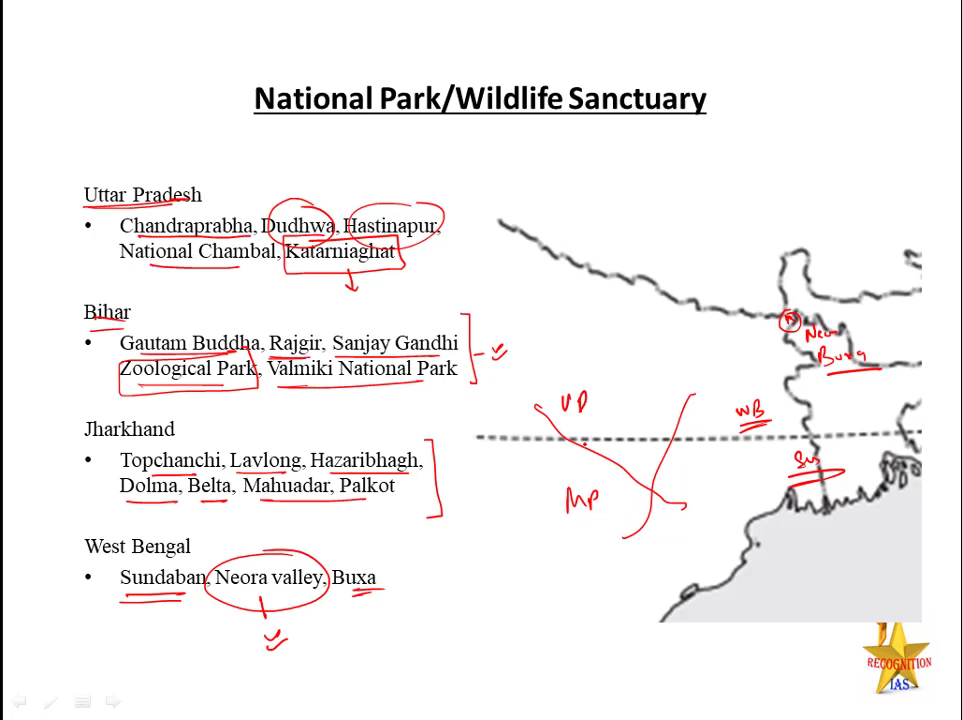 National Park/Wildlife Sanctuary
Uttar Pradesh
• Chandraprabha, Dudhwa, Hastinapur,
National Chambal, Katarniaghat
Bihar
• Gautam Buddha, Rajgir, Sanjay Gandhi
Zoological Park, Valmiki National Park
Jharkhand
• Topchanchi, Lavlong, Hazaribhagh,
Dolma, Belta, Mahuadar, Palkot
West Bengal
• Sundaban, Neora valley, Buxa
Buxa
UP
WB
MP
RECOGNITION
IAS